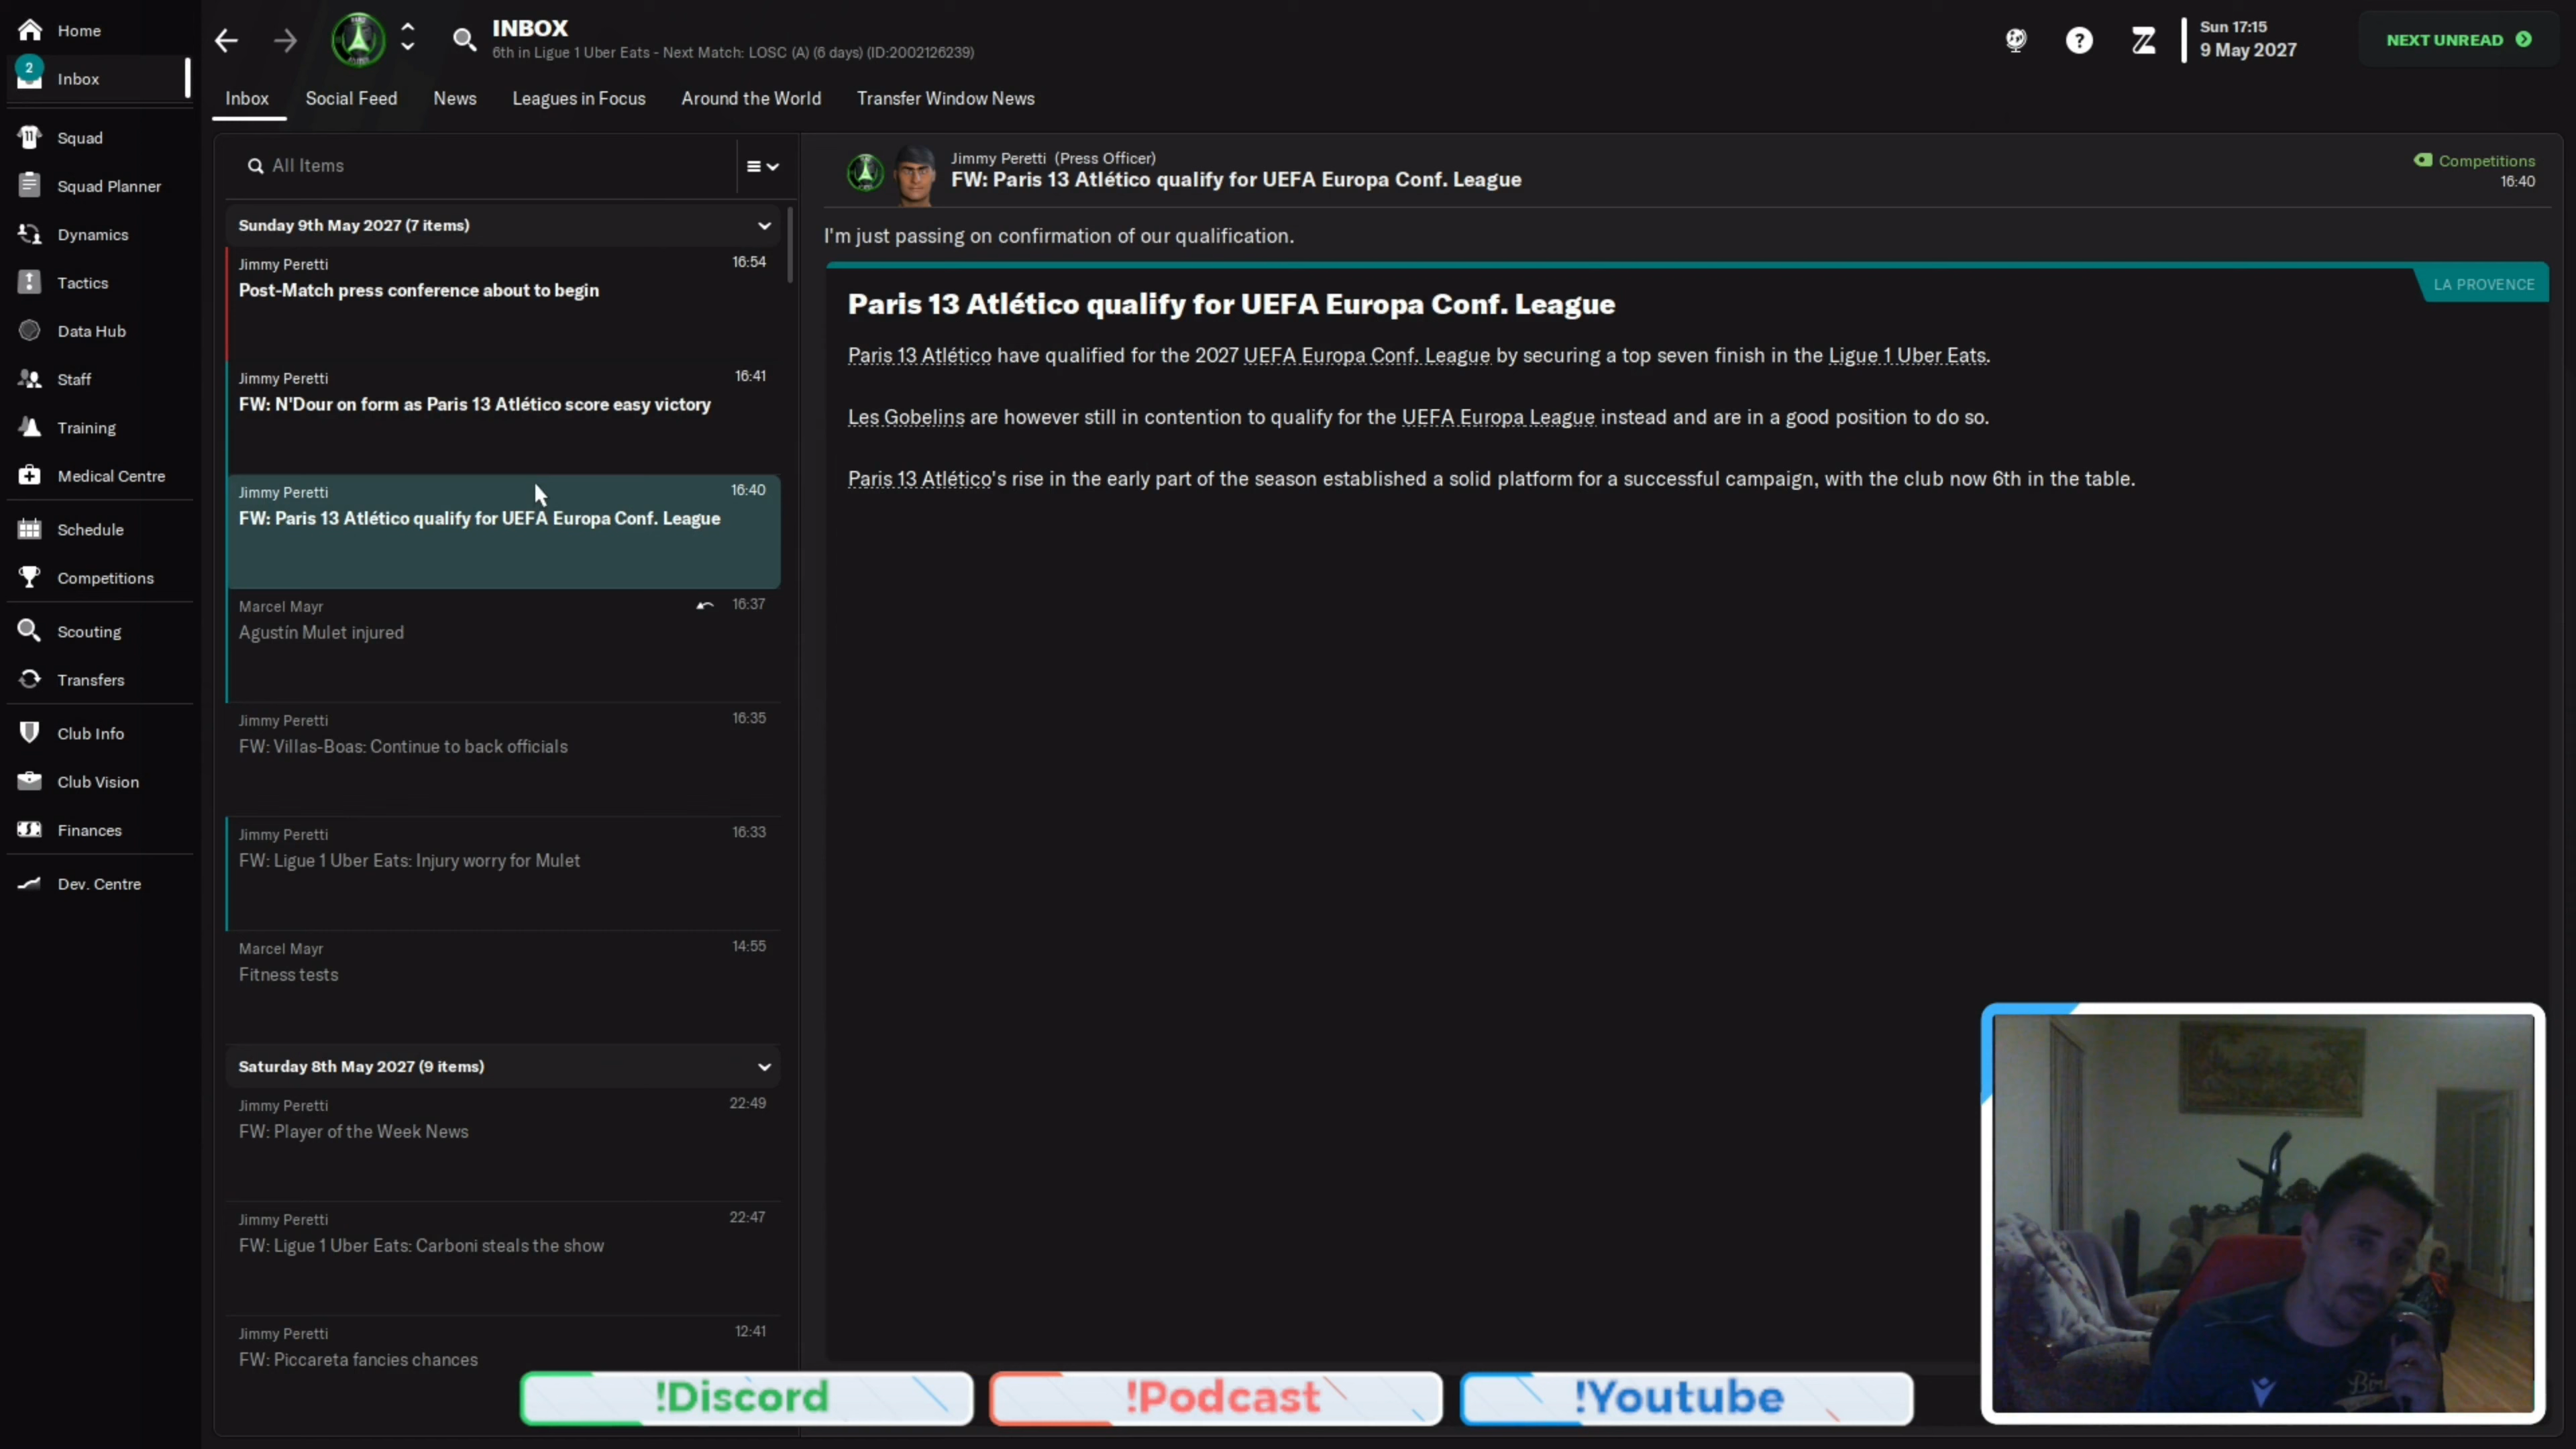 Home
2
Inbox
Squad
Squad Planner
Dynamics
Tactics
Data Hub
Staff
Training
Medical Centre
Schedule
Competitions
Scouting
Transfers
Club Info
Club Vision
Finances
Dev. Centre
INBOX
6th in Ligue 1 Uber Eats - Next Match: LOSC (A) (6 days) (ID:2002126239)
Sun 17:15
9 May 2027
NEXT UNREAD
Inbox
Social Feed
News
Leagues in Focus
Around the World
Transfer Window News
All Items
Sunday 9th May 2027 (7 items)
Jimmy Peretti
16:54
Post-Match press conference about to begin
Jimmy Peretti
16:41
FW: N'Dour on form as Paris 13 Atlético score easy victory
Jimmy Peretti
16:40
FW: Paris 13 Atlético qualify for UEFA Europa Conf. League
Marcel Mayr
16:37
Agustín Mulet injured
Jimmy Peretti
16:35
FW: Villas-Boas: Continue to back officials
Jimmy Peretti
16:33
FW: Ligue 1 Uber Eats: Injury worry for Mulet
Marcel Mayr
14:55
Fitness tests
Saturday 8th May 2027 (9 items)
Jimmy Peretti
22:49
FW: Player of the Week News
Jimmy Peretti
22:47
FW: Ligue 1 Uber Eats: Carboni steals the show
Jimmy Peretti
12:41
FW: Piccareta fancies chances
Jimmy Peretti (Press Officer)
FW: Paris 13 Atlético qualify for UEFA Europa Conf. League
Competitions
16:40
I'm just passing on confirmation of our qualification.
LA PROVENCE
Paris 13 Atlético qualify for UEFA Europa Conf. League
Paris 13 Atlético have qualified for the 2027 UEFA Europa Conf. League by securing a top seven finish in the Ligue 1 Uber Eats.
Les Gobelins are however still in contention to qualify for the UEFA Europa League instead and are in a good position to do so.
Paris 13 Atlético's rise in the early part of the season established a solid platform for a successful campaign, with the club now 6th in the table.
!Discord
!Podcast
!Youtube